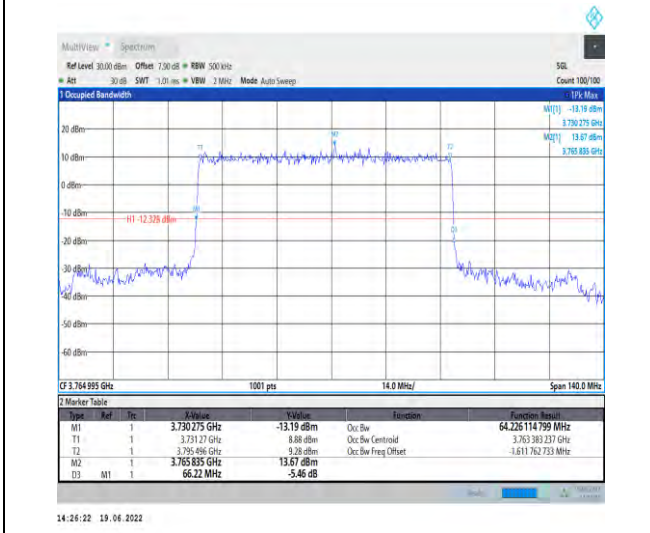 MultiView Spectrum
Ref Level 30.00 dBm Offset 7.90 dB RBW 500 kHz SGL
Att 30 dB SWT 1.01 ms VBW 2 MHz Mode Auto Sweep Count 100/100
1 Occupied Bandwidth 1Pk Max
M1[1] -13.19 dBm
3.730 275 GHz
M2[1] 13.67 dBm
3.765 835 GHz
20 dBm
M2
T1 T2
10 dBm
0 dBm
-10 dBm
H1 -12.328 dBm
-20 dBm
D3
-30 dBm
-40 dBm
-50 dBm
-60 dBm
CF 3.764 995 GHz 1001 pts 14.0 MHz/ Span 140.0 MHz
2 Marker Table
Type Ref Trc X-Value Y-Value Function Function Result
M1 1 3.730 275 GHz -13.19 dBm Occ Bw 64.226 114 799 MHz
T1 1 3.731 27 GHz 8.88 dBm Occ Bw Centroid 3.763 383 237 GHz
T2 1 3.795 496 GHz 9.28 dBm Occ Bw Freq Offset -1.611 762 733 MHz
M2 1 3.765 835 GHz 13.67 dBm
D3 M1 1 66.22 MHz -5.46 dB
14:26:22 19.06.2022